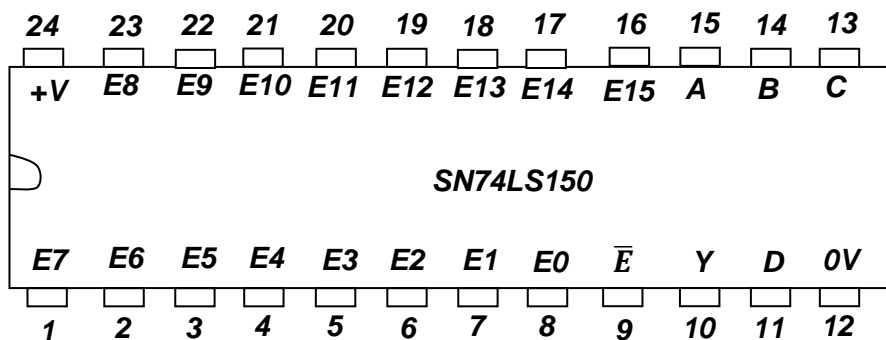 24 23 22 21 20 19 18 17 16 15 14 13
+V E8 E9 E10 E11 E12 E13 E14 E15 A B C
SN74LS150
E7 E6 E5 E4 E3 E2 E1 E0 E̅ Y D 0V
1 2 3 4 5 6 7 8 9 10 11 12